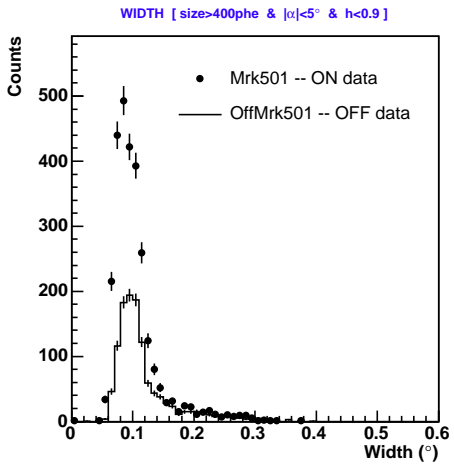 WIDTH [ size>400phe & |α|<5° & h<0.9 ]
Counts
Mrk501 -- ON data
OffMrk501 -- OFF data
500
400
300
200
100
0
0 0.1 0.2 0.3 0.4 0.5 0.6
Width (°)